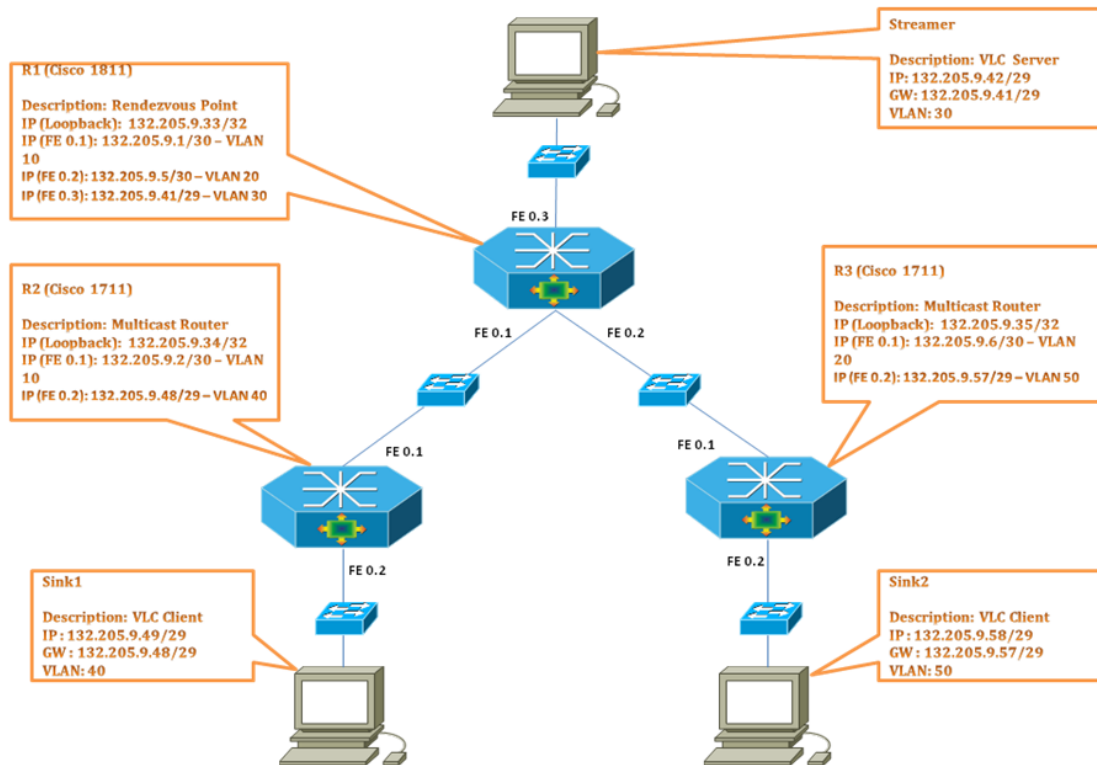 Streamer
Description: VLC Server
IP: 132.205.9.42/29
GW: 132.205.9.41/29
VLAN: 30
R1 (Cisco 1811)
Description: Rendezvous Point
IP (Loopback): 132.205.9.33/32
IP (FE 0.1): 132.205.9.1/30 – VLAN
10
IP (FE 0.2): 132.205.9.5/30 – VLAN 20
IP (FE 0.3): 132.205.9.41/29 – VLAN 30
FE 0.3
R2 (Cisco 1711)
Description: Multicast Router
IP (Loopback): 132.205.9.34/32
IP (FE 0.1): 132.205.9.2/30 – VLAN
10
IP (FE 0.2): 132.205.9.48/29 – VLAN 40
R3 (Cisco 1711)
Description: Multicast Router
IP (Loopback): 132.205.9.35/32
IP (FE 0.1): 132.205.9.6/30 – VLAN
20
IP (FE 0.2): 132.205.9.57/29 – VLAN 50
FE 0.1
FE 0.2
FE 0.1
FE 0.1
FE 0.2
FE 0.2
Sink1
Description: VLC Client
IP : 132.205.9.49/29
GW : 132.205.9.48/29
VLAN: 40
Sink2
Description: VLC Client
IP : 132.205.9.58/29
GW : 132.205.9.57/29
VLAN: 50